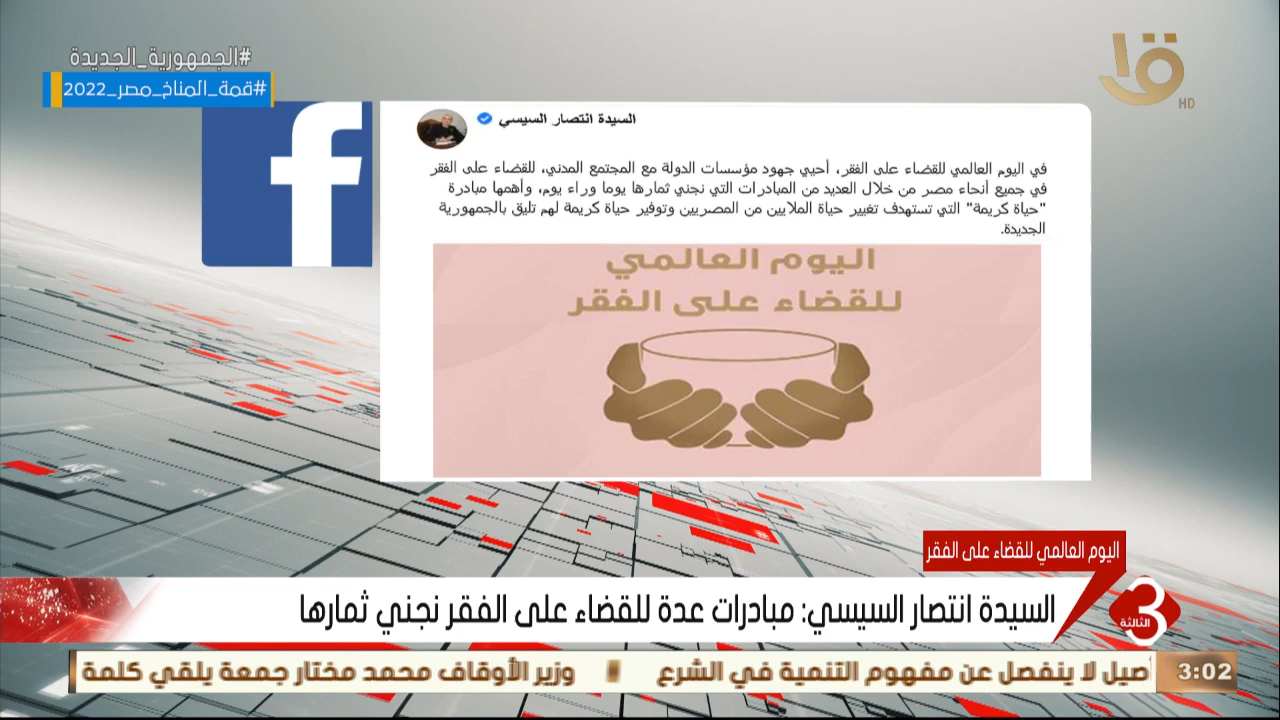 #الجمهورية_الجديدة
#قمة_المناخ_مصر_2022
HD
السيدة انتصار السيسي
في اليوم العالمي للقضاء على الفقر، أحيي جهود مؤسسات الدولة مع المجتمع المدني، للقضاء على الفقر
في جميع أنحاء مصر من خلال العديد من المبادرات التي نجني ثمارها يوما وراء يوم، وأهمها مبادرة
"حياة كريمة" التي تستهدف تغيير حياة الملايين من المصريين وتوفير حياة كريمة لهم تليق بالجمهورية
الجديدة.
اليوم العالمي
للقضاء على الفقر
اليوم العالمي للقضاء على الفقر
السيدة انتصار السيسي: مبادرات عدة للقضاء على الفقر نجني ثمارها
3
الثالثة
صيل لا ينفصل عن مفهوم التنمية في الشرع
وزير الأوقاف محمد مختار جمعة يلقي كلمة
3:02